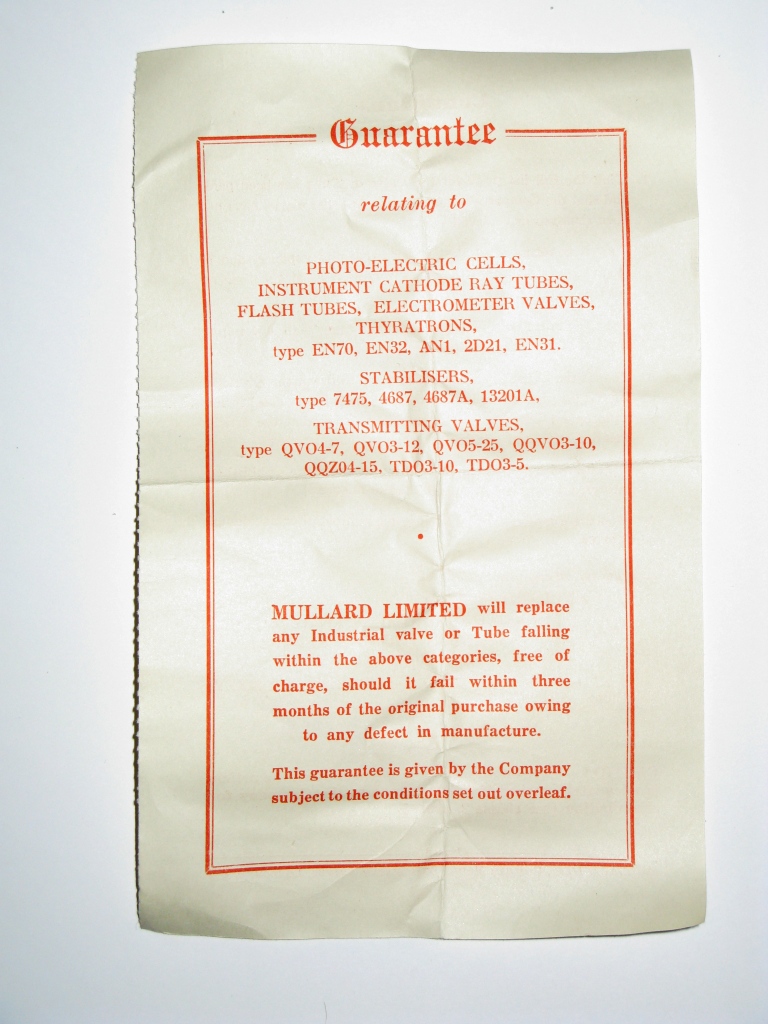 Guarantee
relating to
PHOTO-ELECTRIC CELLS,
INSTRUMENT CATHODE RAY TUBES,
FLASH TUBES, ELECTROMETER VALVES,
THYRATRONS,
type EN70, EN32, AN1, 2D21, EN31.
STABILISERS,
type 7475, 4687, 4687A, 13201A,
TRANSMITTING VALVES,
type QVO4-7, QVO3-12, QVO5-25, QQVO3-10,
QQZ04-15, TDO3-10, TDO3-5.
MULLARD LIMITED will replace
any Industrial valve or Tube falling
within the above categories, free of
charge, should it fail within three
months of the original purchase owing
to any defect in manufacture.
This guarantee is given by the Company
subject to the conditions set out overleaf.